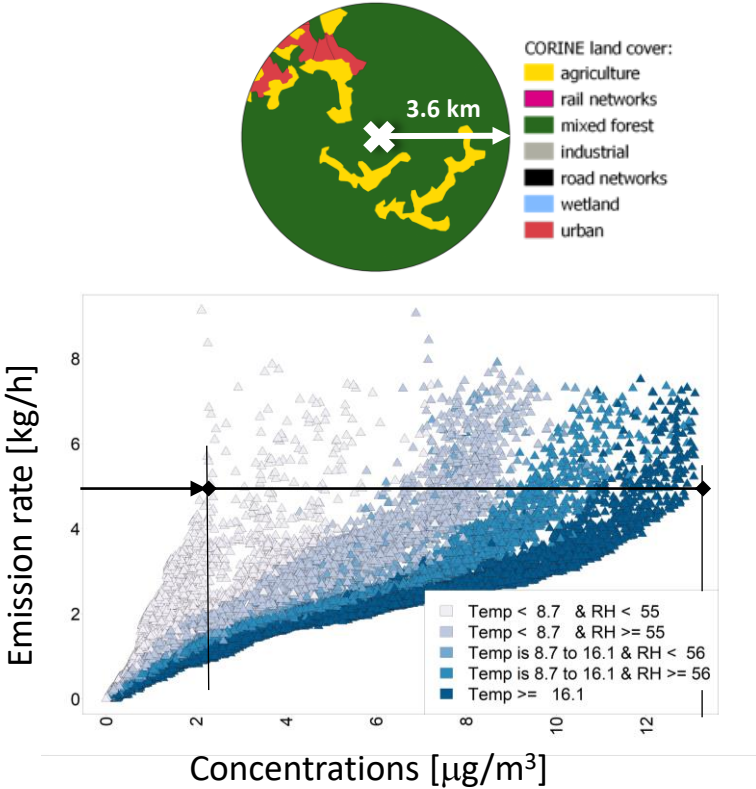 CORINE land cover:
agriculture
rail networks
mixed forest
industrial
road networks
wetland
urban
3.6 km
Emission rate [kg/h]
8
6
4
2
0
Temp < 8.7 & RH < 55
Temp < 8.7 & RH >= 55
Temp is 8.7 to 16.1 & RH < 56
Temp is 8.7 to 16.1 & RH >= 56
Temp >= 16.1
0
2
4
6
8
10
12
Concentrations [μg/m³]